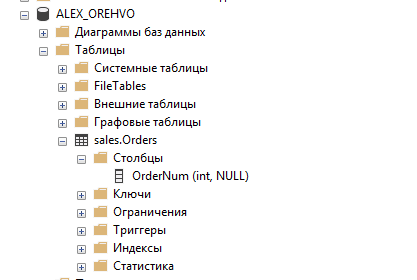 ALEX_OREHVO
Диаграммы баз данных
Таблицы
Системные таблицы
FileTables
Внешние таблицы
Графовые таблицы
sales.Orders
Столбцы
OrderNum (int, NULL)
Ключи
Ограничения
Триггеры
Индексы
Статистика